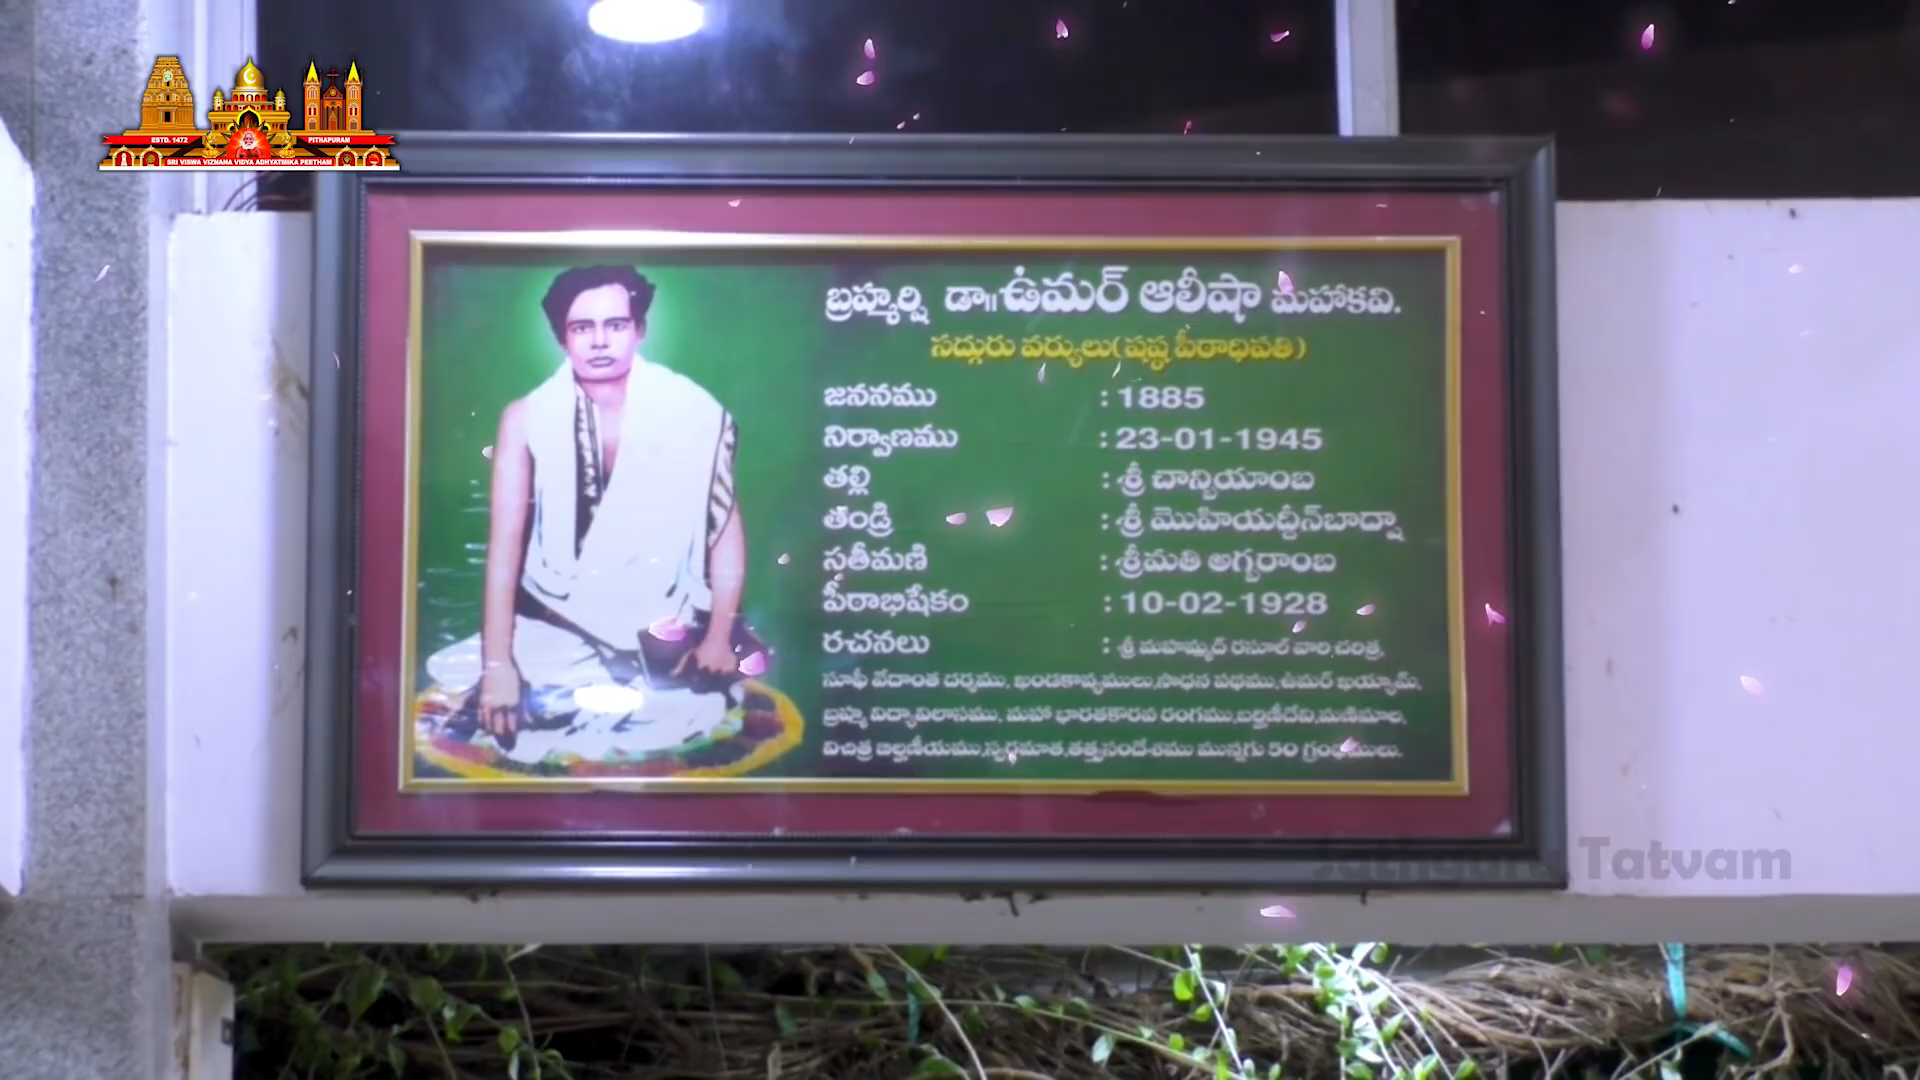 ESTD. 1472 PITHAPURAM
SRI VISWA VIZNANA VIDYA ADHYATMIKA PEETHAM
బ్రహ్మర్షి డా॥ ఉమర్ ఆలీషా మహాకవి.
సద్గురు వర్యులు(షష్ఠ పీఠాధిపతి)
జననము : 1885
నిర్వాణము : 23-01-1945
తల్లి : శ్రీ చాన్బియాంబ
తండ్రి : శ్రీ మొహియద్దీన్‌బాద్షా
సతీమణి : శ్రీమతి అగ్బరాంబ
పీఠాభిషేకం : 10-02-1928
రచనలు : శ్రీ మహమ్మద్ రసూల్ వారి చరిత్ర,
సూఫీ వేదాంత దర్శము, ఖండకావ్యములు,సాధన పథము,ఉమర్ ఖయ్యామ్,
బ్రహ్మ విద్యావిలాసము, మహా భారతకౌరవ రంగము,బర్హిణీదేవి,మణిమాల,
విచిత్ర బిల్హణీయము,స్వర్గమాత,తత్త్వసందేశము మున్నగు 50 గ్రంథములు.
Tatvam